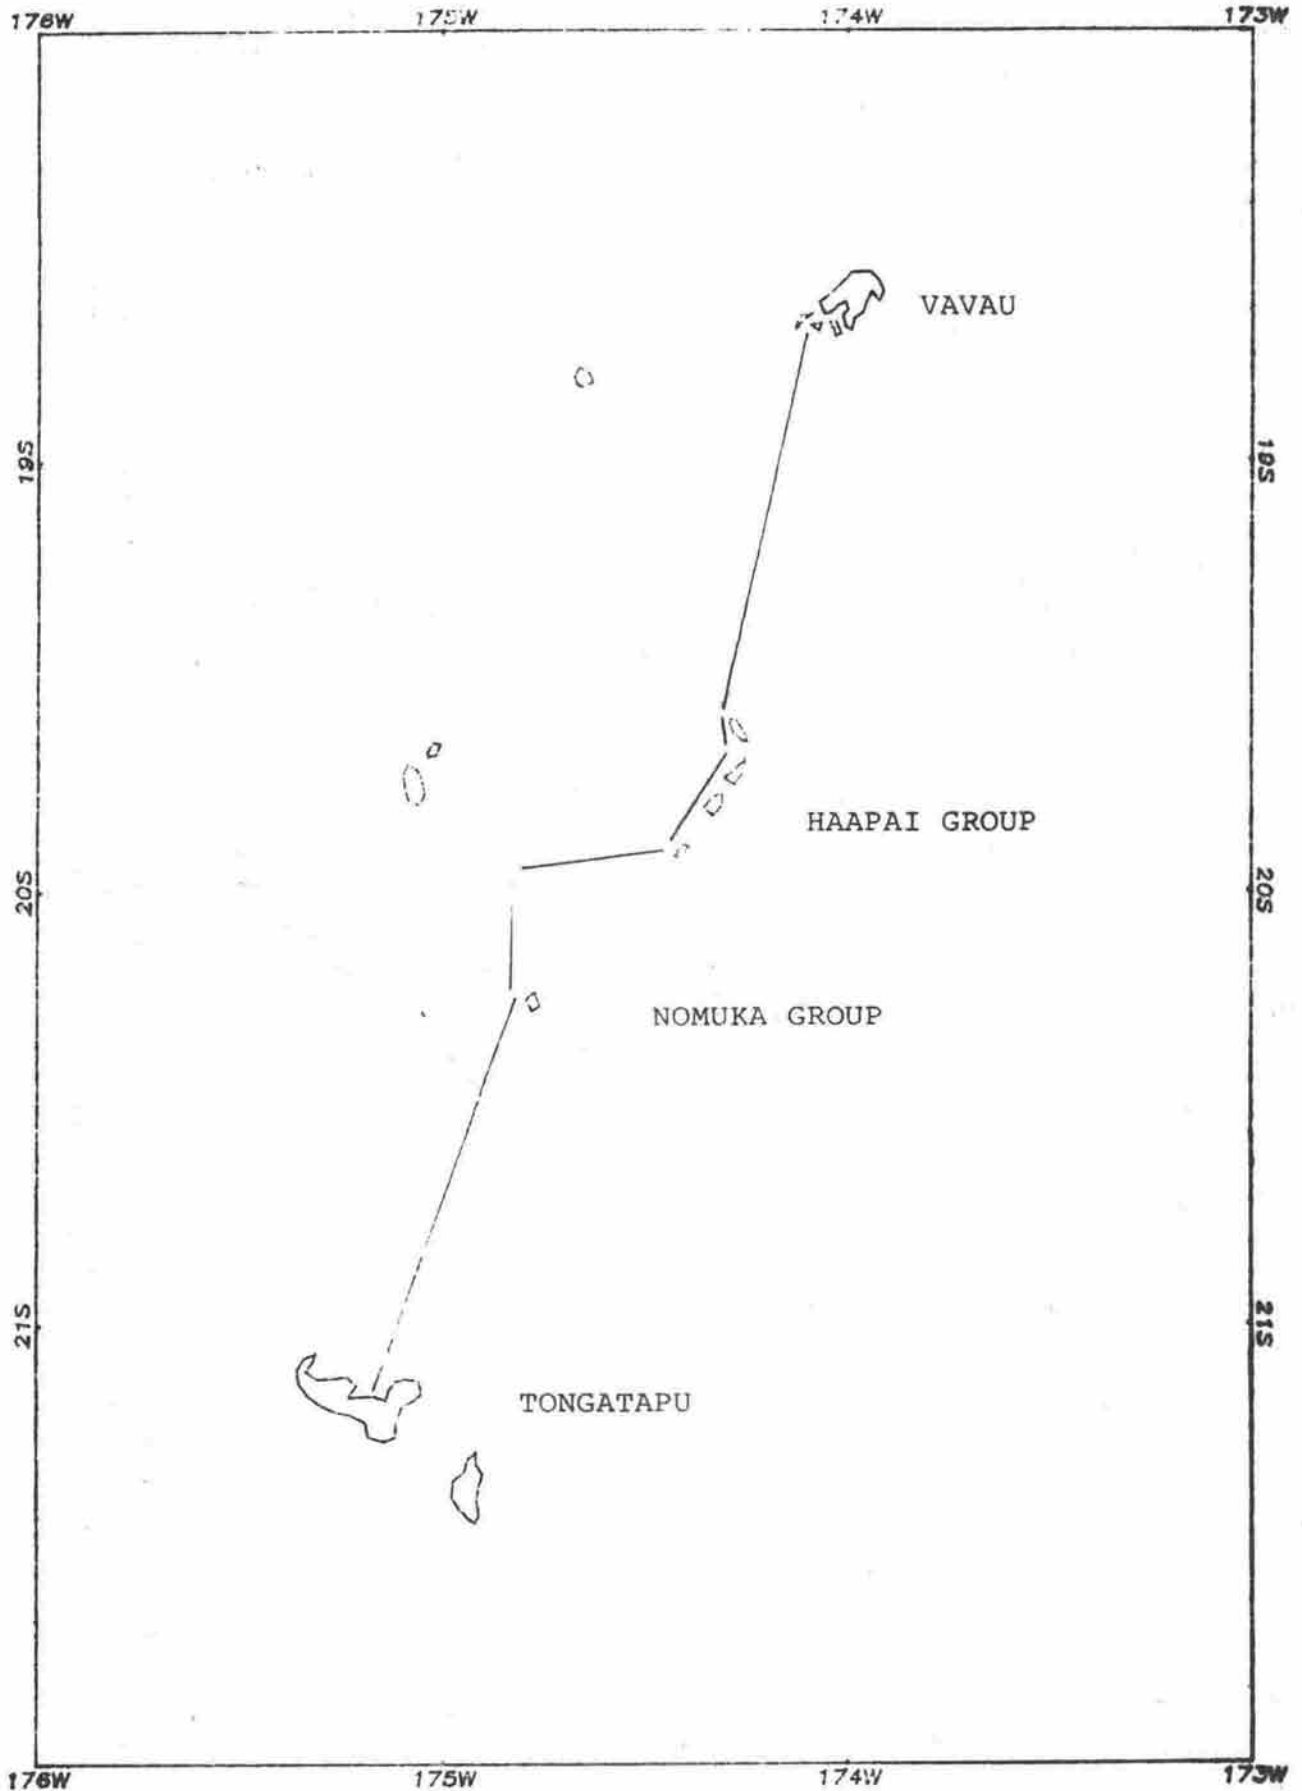 176W 175W 174W 173W
VAVAU
19S 19S
HAAPAI GROUP
20S 20S
NOMUKA GROUP
21S 21S
TONGATAPU
176W 175W 174W 173W